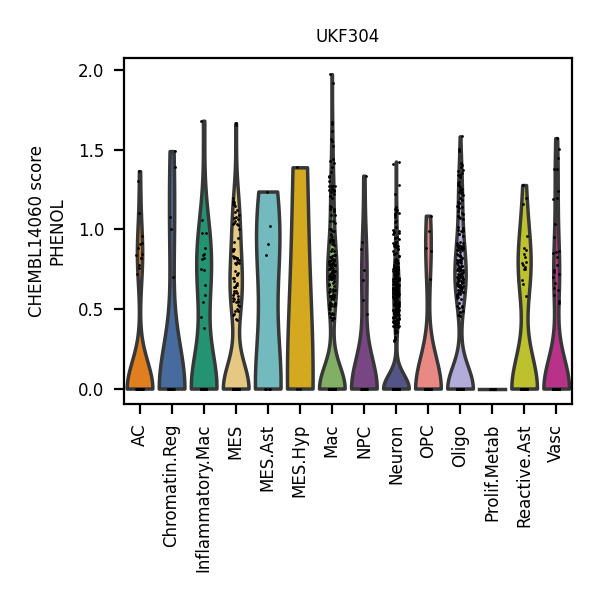 UKF304
CHEMBL14060 score
PHENOL
2.0
1.5
1.0
0.5
0.0
AC
Chromatin.Reg
Inflammatory.Mac
MES
MES.Ast
MES.Hyp
Mac
NPC
Neuron
OPC
Oligo
Prolif.Metab
Reactive.Ast
Vasc